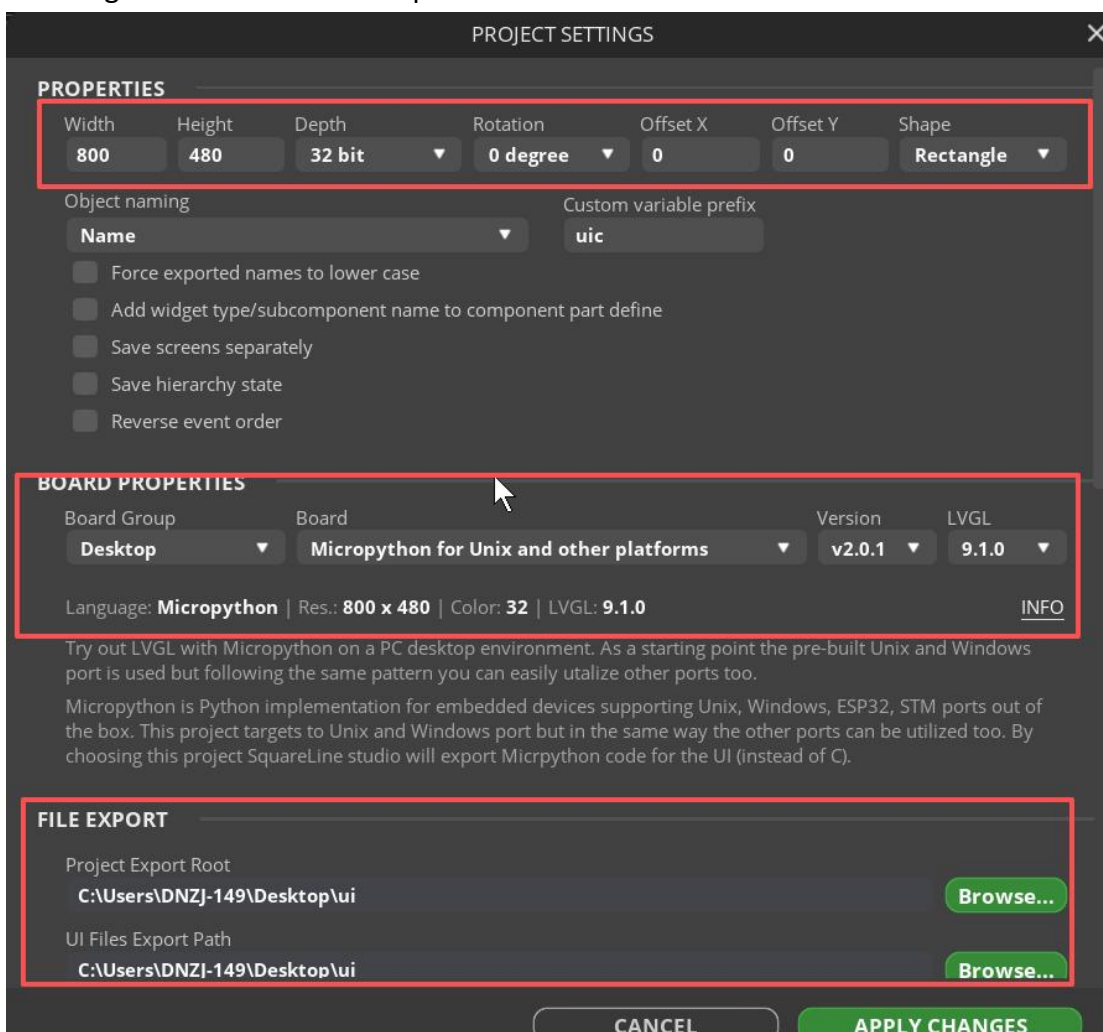 PROJECT SETTINGS
PROPERTIES
Width Height Depth Rotation Offset X Offset Y Shape
800 480 32 bit 0 degree 0 0 Rectangle
Object naming Custom variable prefix
Name uic
Force exported names to lower case
Add widget type/subcomponent name to component part define
Save screens separately
Save hierarchy state
Reverse event order
BOARD PROPERTIES
Board Group Board Version LVGL
Desktop Micropython for Unix and other platforms v2.0.1 9.1.0
Language: Micropython | Res.: 800 x 480 | Color: 32 | LVGL: 9.1.0 INFO
Try out LVGL with Micropython on a PC desktop environment. As a starting point the pre-built Unix and Windows
port is used but following the same pattern you can easily utalize other ports too.
Micropython is Python implementation for embedded devices supporting Unix, Windows, ESP32, STM ports out of
the box. This project targets to Unix and Windows port but in the same way the other ports can be utilized too. By
choosing this project SquareLine studio will export Micrpython code for the UI (instead of C).
FILE EXPORT
Project Export Root
C:\Users\DNZJ-149\Desktop\ui Browse...
UI Files Export Path
C:\Users\DNZJ-149\Desktop\ui Browse...
CANCEL APPLY CHANGES